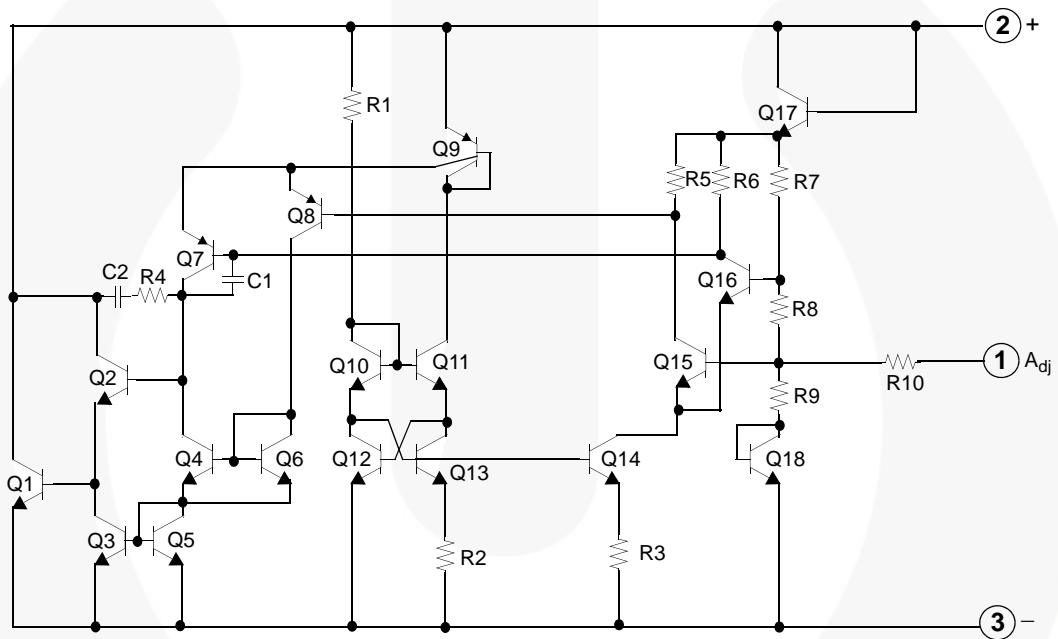 2 +
R1
Q17
Q9
R5 R6 R7
Q8
Q7
C2 R4 C1
Q16
R8
Q10 Q11
Q15
1 Adj
R10
Q2
R9
Q4 Q6
Q12 Q13
Q14
Q18
Q1
Q3 Q5
R2
R3
3 –